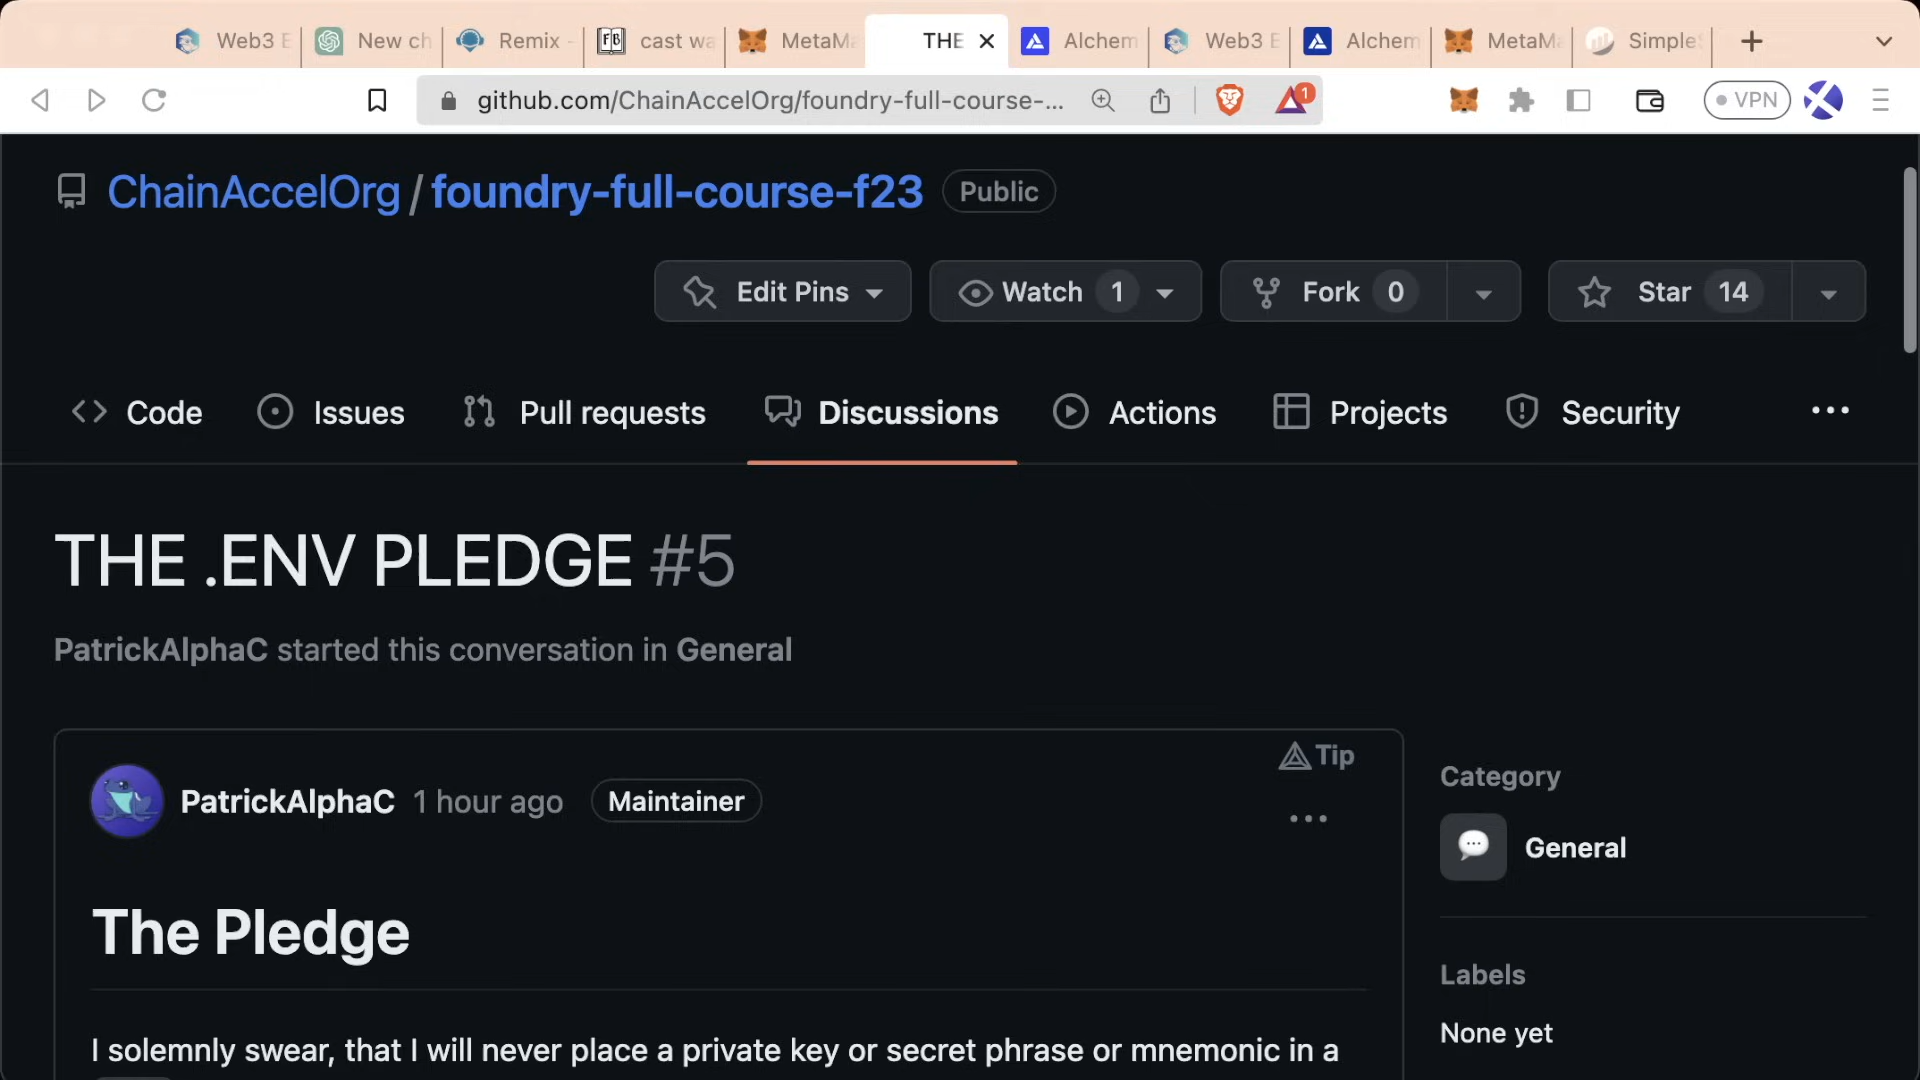 Web3 E
New ch
Remix -
cast wa
MetaMa
THE
Alchem
Web3 E
Alchem
MetaMa
Simple
github.com/ChainAccelOrg/foundry-full-course-...
1
VPN
ChainAccelOrg / foundry-full-course-f23 Public
Edit Pins
Watch 1
Fork 0
Star 14
Code
Issues
Pull requests
Discussions
Actions
Projects
Security
THE .ENV PLEDGE #5
PatrickAlphaC started this conversation in General
Tip
PatrickAlphaC 1 hour ago Maintainer
The Pledge
I solemnly swear, that I will never place a private key or secret phrase or mnemonic in a
Category
General
Labels
None yet